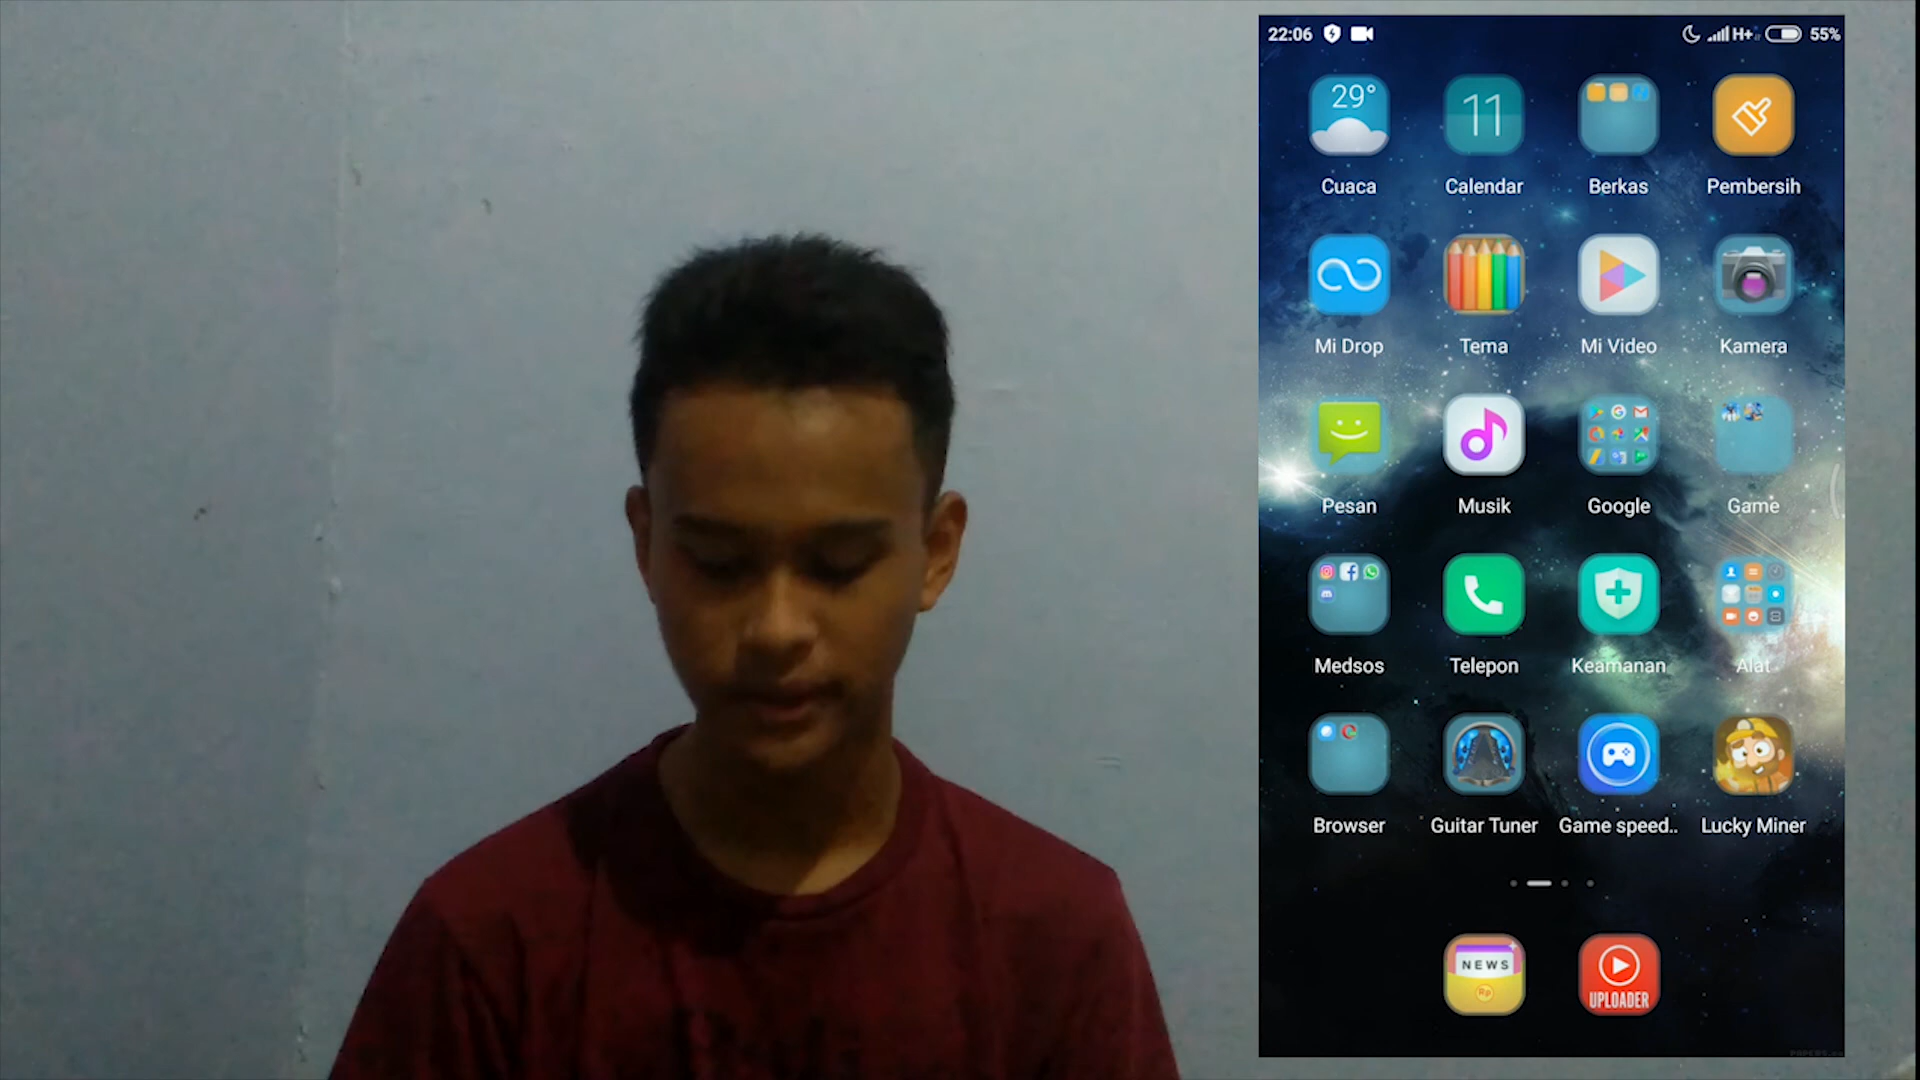 22:06 H+ 55%
29° 11
Cuaca Calendar Berkas Pembersih
Mi Drop Tema Mi Video Kamera
Pesan Musik Google Game
Medsos Telepon Keamanan Alat
Browser Guitar Tuner Game speed.. Lucky Miner
NEWS
Rp UPLOADER